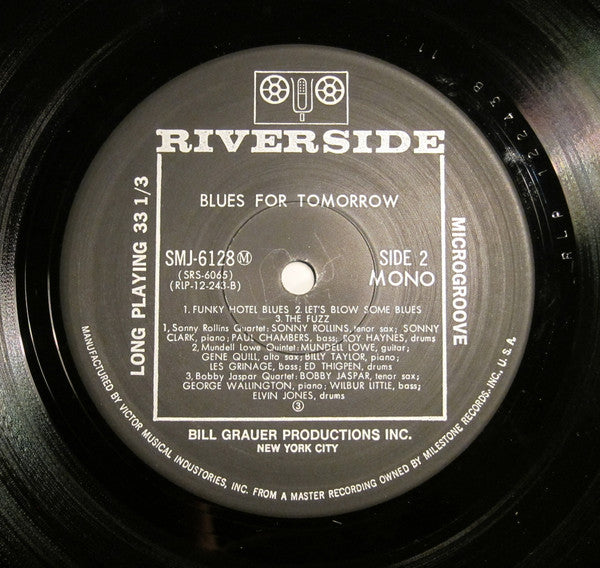 RIVERSIDE
BLUES FOR TOMORROW
LONG PLAYING 33 1/3
MICROGROOVE
SMJ-6128 Ⓜ
(SRS-6065)
(RLP-12-243-B)
SIDE 2
MONO
1. FUNKY HOTEL BLUES 2. LET'S BLOW SOME BLUES
3. THE FUZZ
1, Sonny Rollins Quartet: SONNY ROLLINS, tenor sax; SONNY
CLARK, piano; PAUL CHAMBERS, bass; ROY HAYNES, drums
2, Mundell Lowe Quintet: MUNDELL LOWE, guitar;
GENE QUILL, alto sax; BILLY TAYLOR, piano;
LES GRINAGE, bass; ED THIGPEN, drums
3, Bobby Jaspar Quartet: BOBBY JASPAR, tenor sax;
GEORGE WALLINGTON, piano; WILBUR LITTLE, bass;
ELVIN JONES, drums
③
BILL GRAUER PRODUCTIONS INC.
NEW YORK CITY
MANUFACTURED BY VICTOR MUSICAL INDUSTRIES, INC. FROM A MASTER RECORDING OWNED BY MILESTONE RECORDS, INC., U.S.A.
RLP 12243 B 11